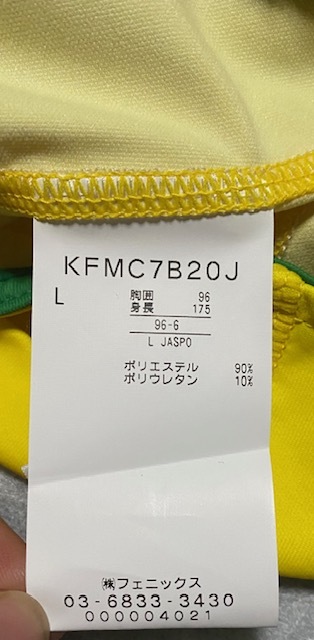 KFMC7B20J
L 胸囲 96
身長 175
96-6
L JASPO
ポリエステル 90%
ポリウレタン 10%
㈱フェニックス
03-6833-3430
000004021